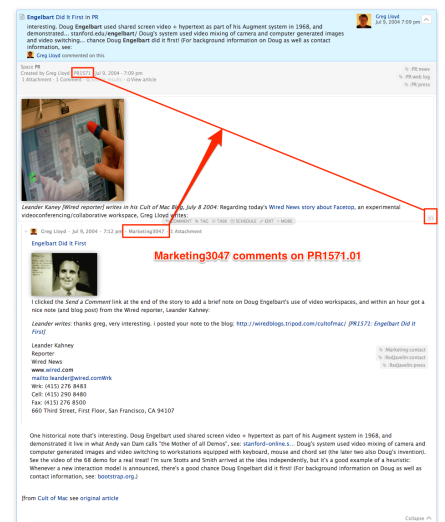 Engelbart Did It First in PR
Greg Lloyd
Jul 9, 2004 7:09 pm
interesting. Doug Engelbart used shared screen video + hypertext as part of his Augment system in 1968, and
demonstrated... stanford.edu/engelbart/ Doug's system used video mixing of camera and computer generated images
and video switching.... chance Doug Engelbart did it first! (For background information on Doug as well as contact
information, see:
Greg Lloyd commented on this
Space PR
Created by Greg Lloyd PR1571 Jul 9, 2004 - 7:09 pm
1 Attachment - 1 Comment View article
PR:news
PR:web log
PR:press
Leander Kaney [Wired reporter] writes in his Cult of Mac Blog, July 8 2004: Regarding today's Wired News story about Facetop, an experimental
videoconferencing/collaborative workspace, Greg Lloyd writes:
COMMENT TAG TASK SCHEDULE EDIT MORE
Greg Lloyd - Jul 9, 2004 - 7:12 pm Marketing3047 1 Attachment
Engelbart Did It First
Marketing3047 comments on PR1571.01
I clicked the Send a Comment link at the end of the story to add a brief note on Doug Engelbart's use of video workspaces, and within an hour got a
nice note (and blog post) from the Wired reporter, Leander Kahney:
Leander writes: thanks greg, very interesting. i posted your note to the blog: http://wiredblogs.tripod.com/cultofmac/ [PR1571: Engelbart Did It
First]
Leander Kahney
Reporter
Wired News
www.wired.com
mailto:leander@wired.comWrk
Wrk: (415) 276 8483
Cell: (415) 290 8480
Fax: (415) 276 8500
660 Third Street, First Floor, San Francisco, CA 94107
Marketing:contact
:press
One historical note that's interesting. Doug Engelbart used shared screen video + hypertext as part of his Augment system in 1968, and
demonstrated it live in what Andy van Dam calls "the Mother of all Demos", see: stanford-online.s... Doug's system used video mixing of camera and
computer generated images and video switching to workstations equipped with keyboard, mouse and chord set (the later two also Doug's invention).
See the video of the 68 demo for a real treat! I'm sure Stotts and Smith arrived at the idea independently, but it's a good example of a heuristic:
Whenever a new interaction model is announced, there's a good chance Doug Engelbart did it first! (For background information on Doug as well as
contact information, see: bootstrap.org.)
[from Cult of Mac see original article
Collapse